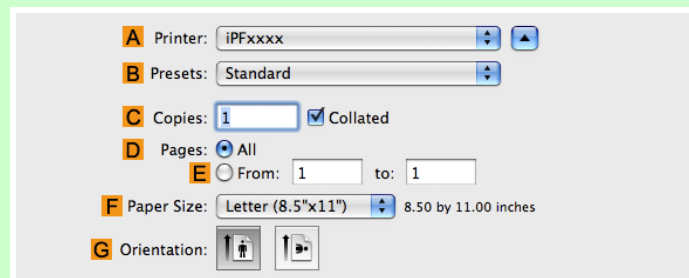 A Printer: iPFxxxx
B Presets: Standard
C Copies: 1 Collated
D Pages: All
E From: 1 to: 1
F Paper Size: Letter (8.5"x11") 8.50 by 11.00 inches
G Orientation: